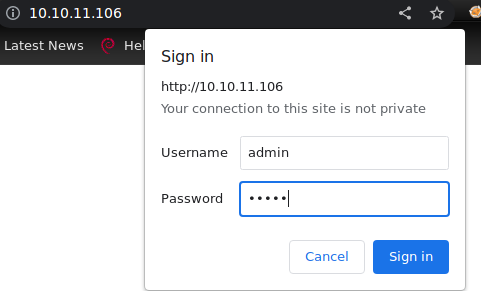 10.10.11.106
Latest News Hel
Sign in
http://10.10.11.106
Your connection to this site is not private
Username admin
Password •••••
Cancel Sign in